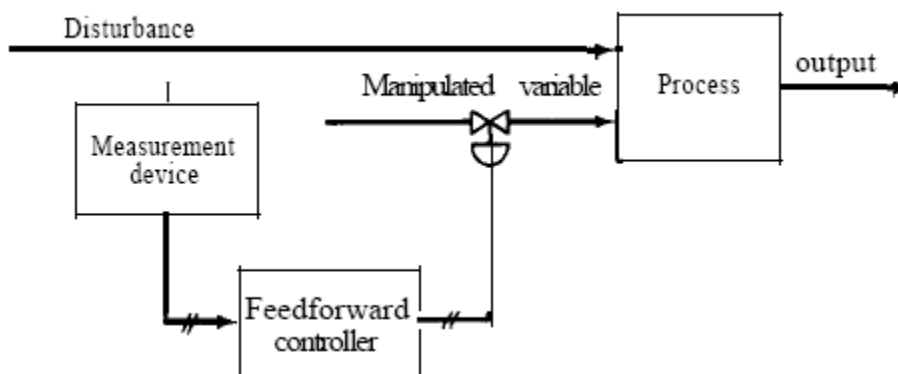 Disturbance
output
Manipulated variable
Process
Measurement
device
Feedforward
controller